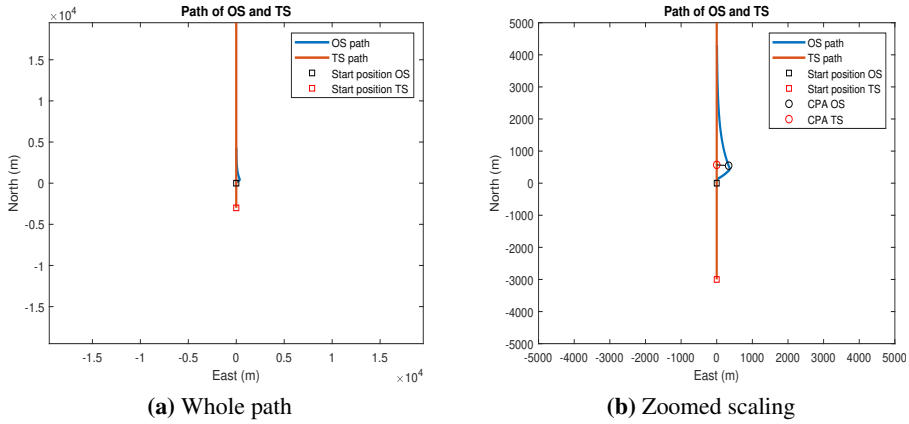 Path of OS and TS
×10⁴
1.5
1
0.5
0
-0.5
-1
-1.5
North (m)
-1.5
-1
-0.5
0
0.5
1
1.5
×10⁴
East (m)
OS path
TS path
Start position OS
Start position TS
(a) Whole path
Path of OS and TS
5000
4000
3000
2000
1000
0
-1000
-2000
-3000
-4000
-5000
North (m)
-5000 -4000 -3000 -2000 -1000 0 1000 2000 3000 4000 5000
East (m)
OS path
TS path
Start position OS
Start position TS
CPA OS
CPA TS
(b) Zoomed scaling